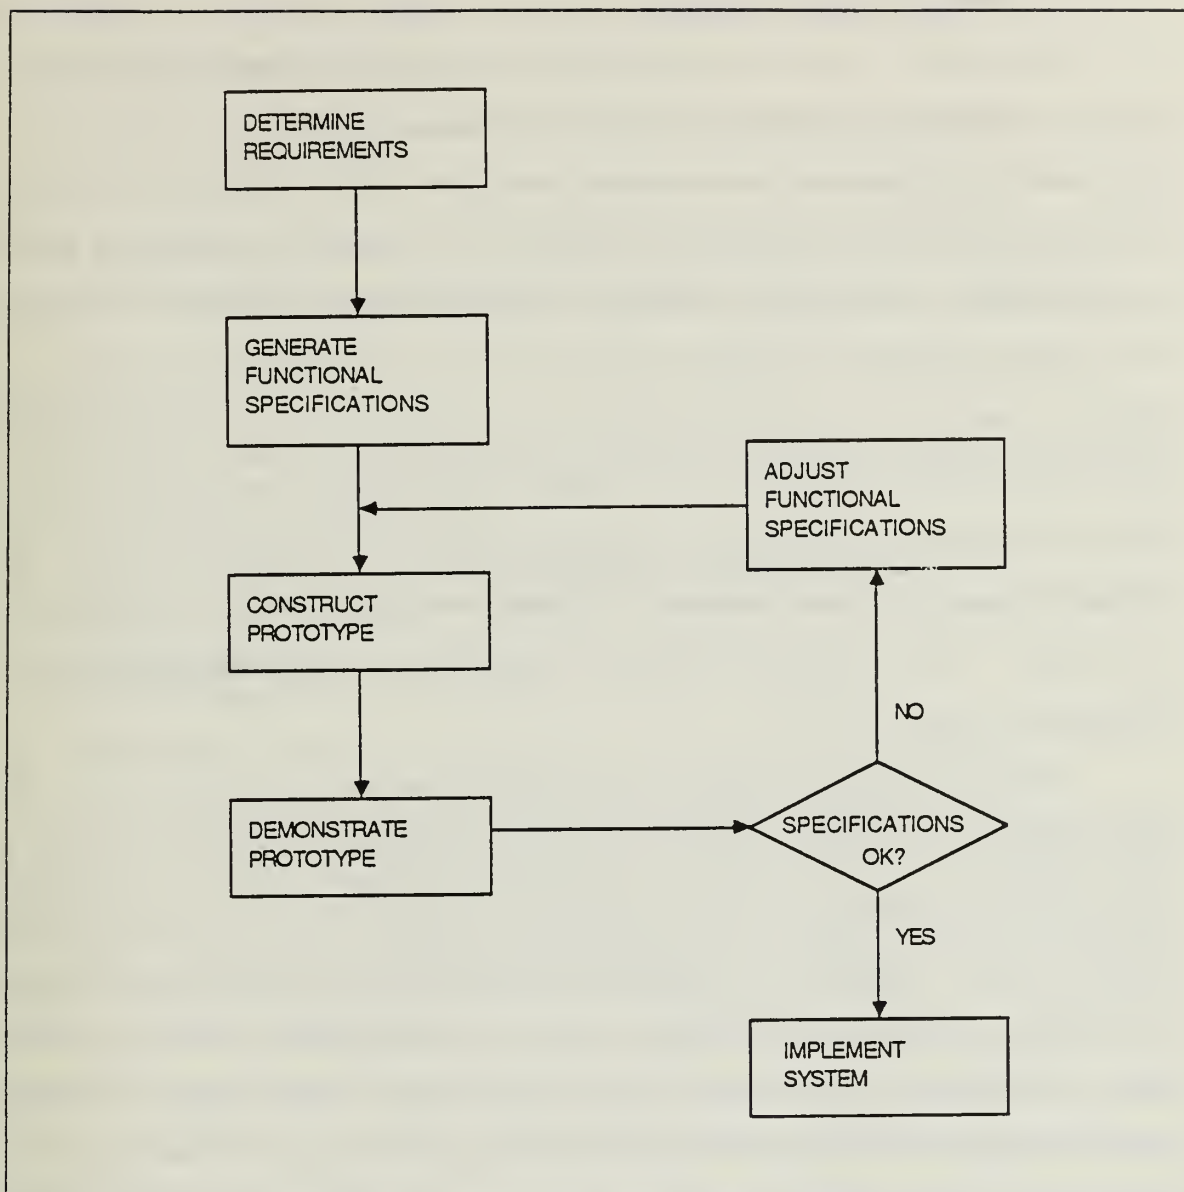 DETERMINE
REQUIREMENTS
GENERATE
FUNCTIONAL
SPECIFICATIONS
ADJUST
FUNCTIONAL
SPECIFICATIONS
CONSTRUCT
PROTOTYPE
NO
DEMONSTRATE
PROTOTYPE
SPECIFICATIONS
OK?
YES
IMPLEMENT
SYSTEM